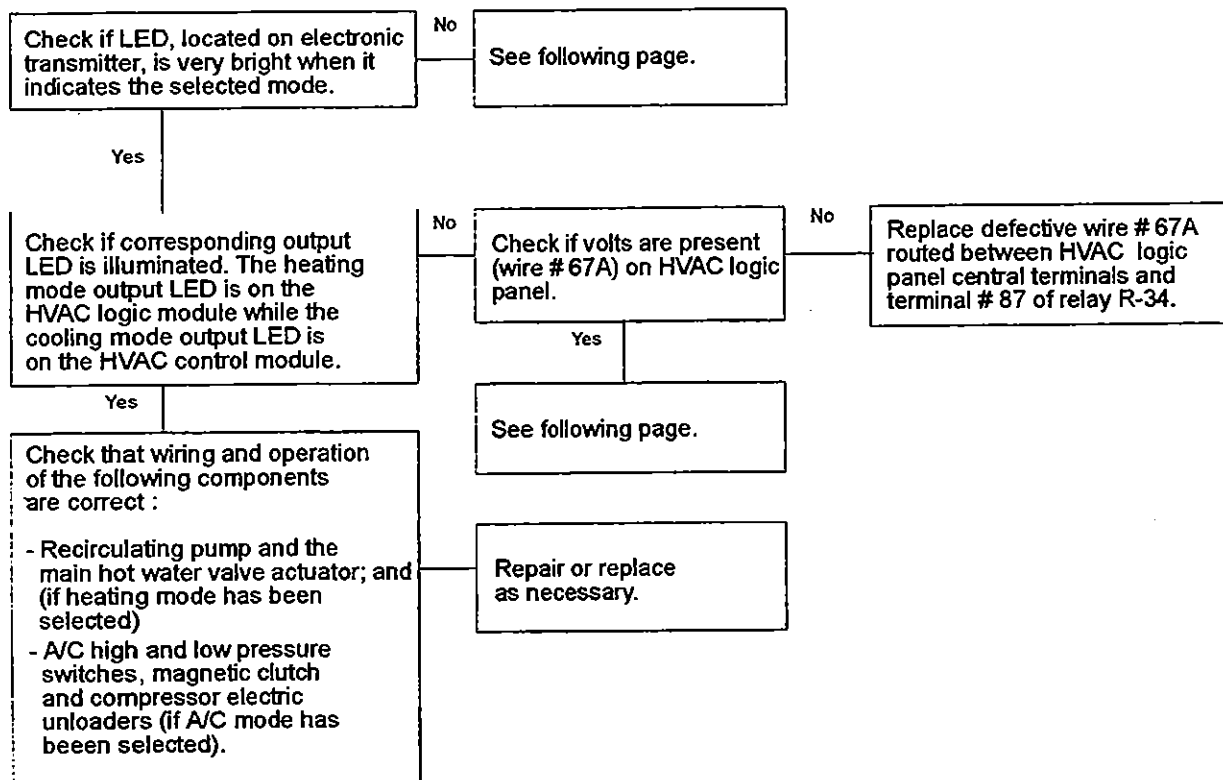 Check if LED, located on electronic
transmitter, is very bright when it
indicates the selected mode.
No
See following page.
Yes
Check if corresponding output
LED is illuminated. The heating
mode output LED is on the
HVAC logic module while the
cooling mode output LED is
on the HVAC control module.
No
Check if volts are present
(wire # 67A) on HVAC logic
panel.
No
Replace defective wire # 67A
routed between HVAC logic
panel central terminals and
terminal # 87 of relay R-34.
Yes
See following page.
Yes
Check that wiring and operation
of the following components
are correct :
- Recirculating pump and the
main hot water valve actuator; and
(if heating mode has been
selected)
- A/C high and low pressure
switches, magnetic clutch
and compressor electric
unloaders (if A/C mode has
beeen selected).
Repair or replace
as necessary.